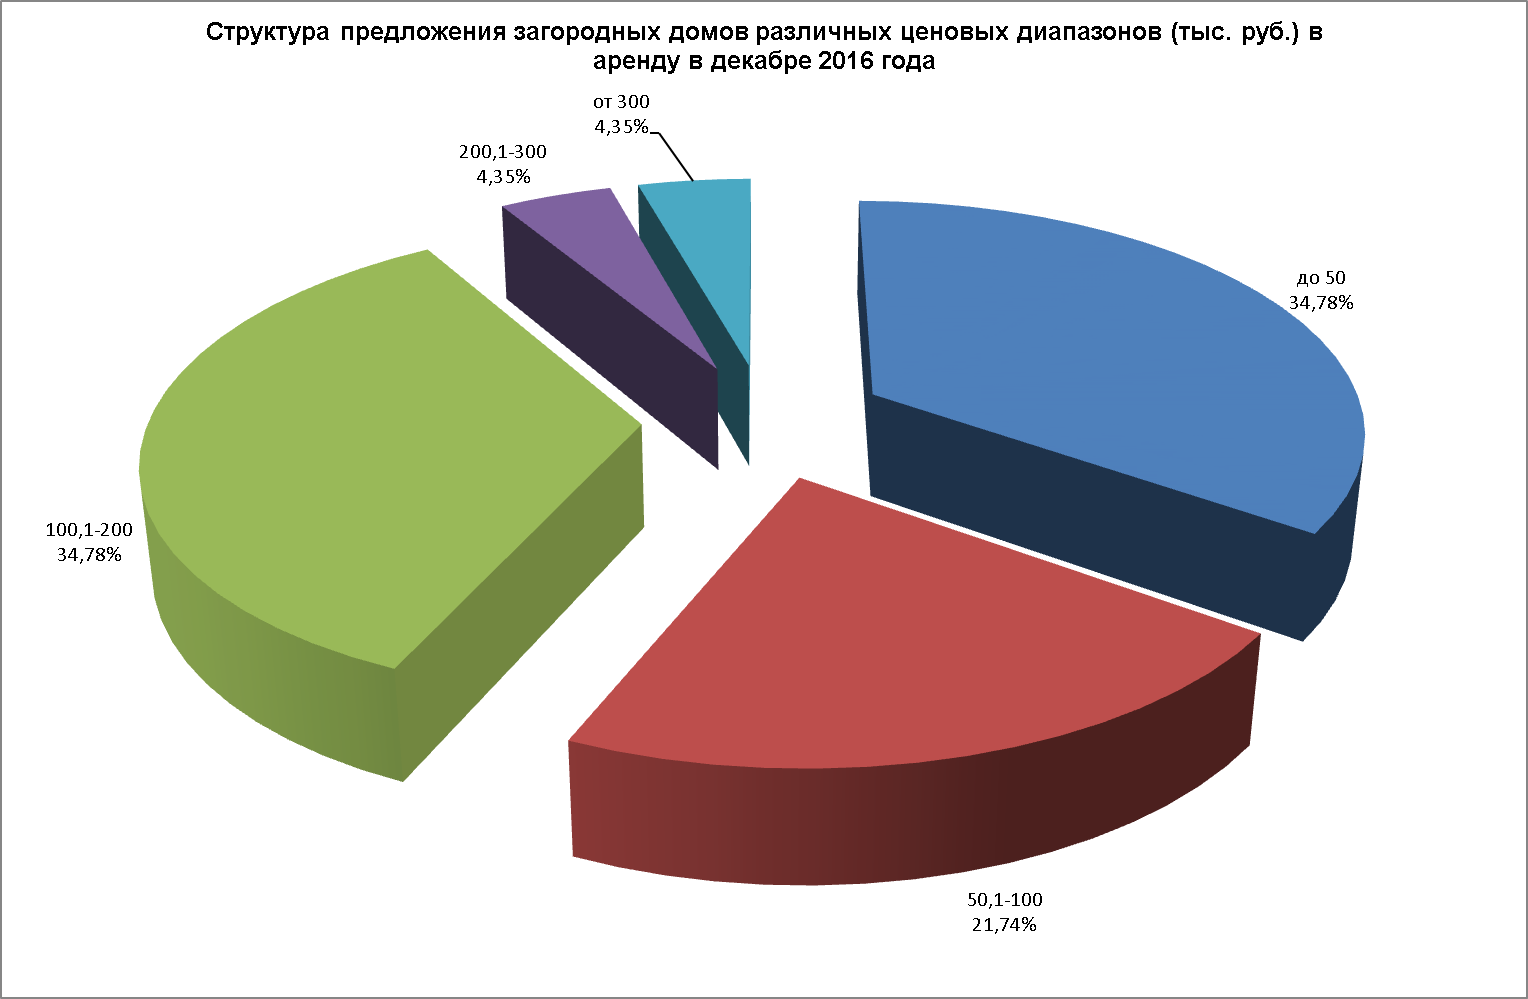 Структура предложения загородных домов различных ценовых диапазонов (тыс. руб.) в
аренду в декабре 2016 года
от 300
4,35%
200,1-300
4,35%
до 50
34,78%
100,1-200
34,78%
50,1-100
21,74%